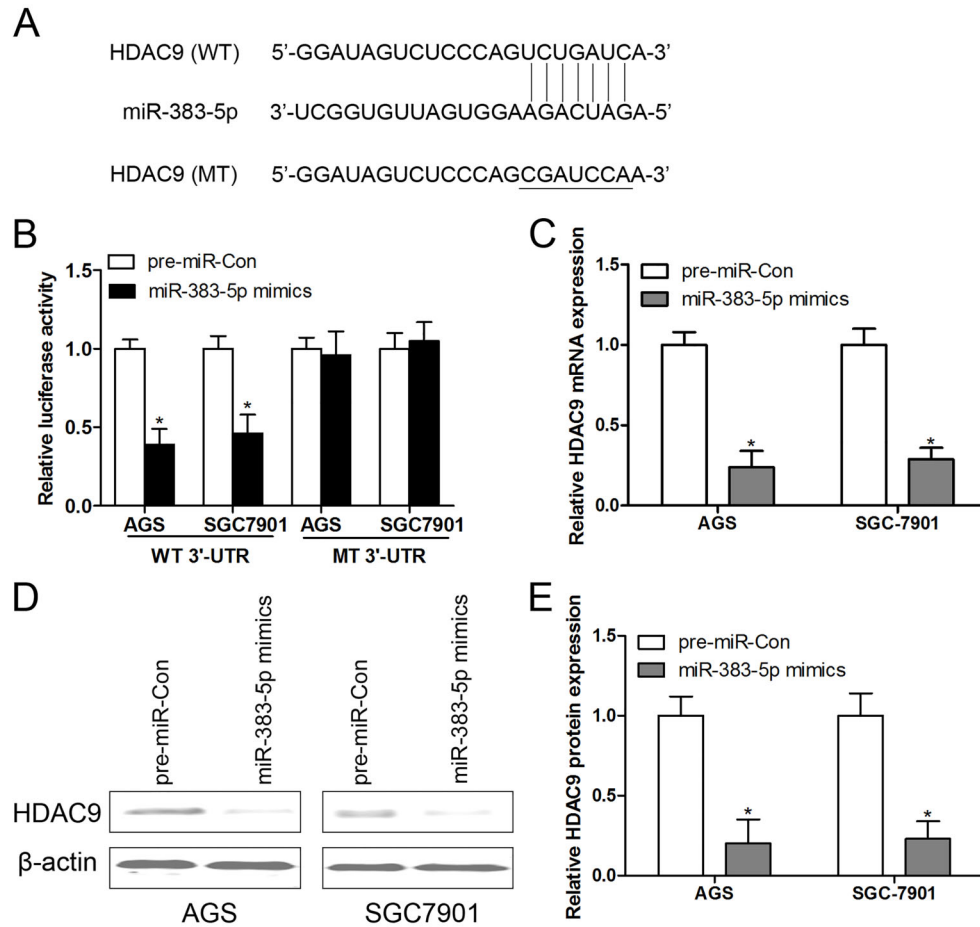 A
HDAC9 (WT) 5'-GGAUAGUCUCCCAGUCUGAUCA-3'
miR-383-5p 3'-UCGGUGUUAGUGGAAGACUAGA-5'
HDAC9 (MT) 5'-GGAUAGUCUCCCAGCGAUCCAA-3'
B
pre-miR-Con
miR-383-5p mimics
Relative luciferase activity
1.5
1.0
0.5
0.0
* *
AGS SGC7901 AGS SGC7901
WT 3'-UTR MT 3'-UTR
C
pre-miR-Con
miR-383-5p mimics
Relative HDAC9 mRNA expression
1.5
1.0
0.5
0.0
* *
AGS SGC-7901
D
pre-miR-Con
miR-383-5p mimics
pre-miR-Con
miR-383-5p mimics
HDAC9
β-actin
AGS SGC7901
E
pre-miR-Con
miR-383-5p mimics
Relative HDAC9 protein expression
1.5
1.0
0.5
0.0
* *
AGS SGC-7901